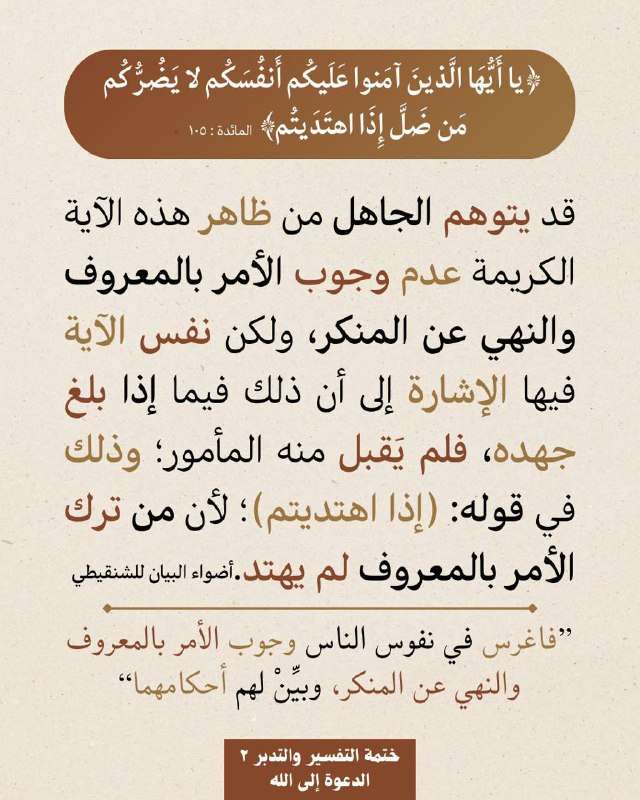 ﴿يا أَيُّهَا الَّذينَ آمَنوا عَلَيكُم أَنفُسَكُم لا يَضُرُّكُم
مَن ضَلَّ إِذَا اهتَدَيتُم﴾ المائدة : ١٠٥
قد يتوهم الجاهل من ظاهر هذه الآية
الكريمة عدم وجوب الأمر بالمعروف
والنهي عن المنكر، ولكن نفس الآية
فيها الإشارة إلى أن ذلك فيما إذا بلغ
جهده، فلم يَقبل منه المأمور؛ وذلك
في قوله: (إذا اهتديتم)؛ لأن من ترك
الأمر بالمعروف لم يهتد.أضواء البيان للشنقيطي
”فاغرس في نفوس الناس وجوب الأمر بالمعروف
والنهي عن المنكر، وبيِّنْ لهم أحكامهما“
ختمة التفسير والتدبر ٢
الدعوة إلى الله